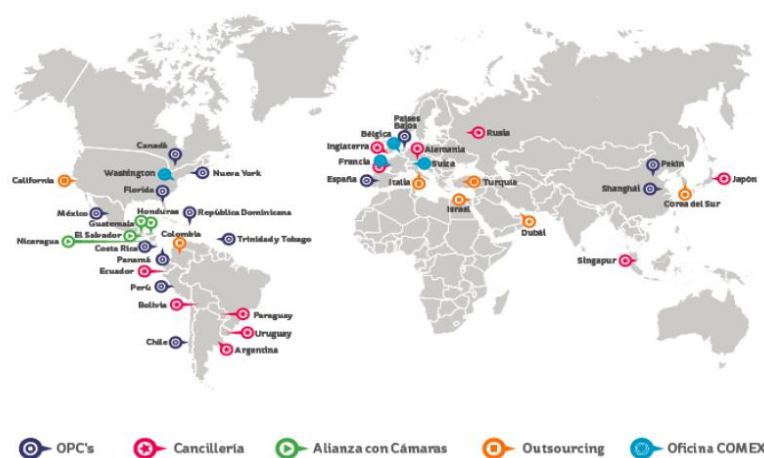 Canadá
Washington
Nueva York
California
Florida
México
Honduras
Guatemala
República Dominicana
El Salvador
Nicaragua
Colombia
Trinidad y Tobago
Costa Rica
Panamá
Ecuador
Perú
Bolivia
Paraguay
Uruguay
Chile
Argentina
Países
Bajos
Bélgica
Inglaterra
Alemania
Rusia
Francia
Suiza
España
Italia
Turquía
Israel
Dubái
Pekín
Shanghái
Japón
Corea del Sur
Singapur
OPC's
Cancillería
Alianza con Cámaras
Outsourcing
Oficina COMEX